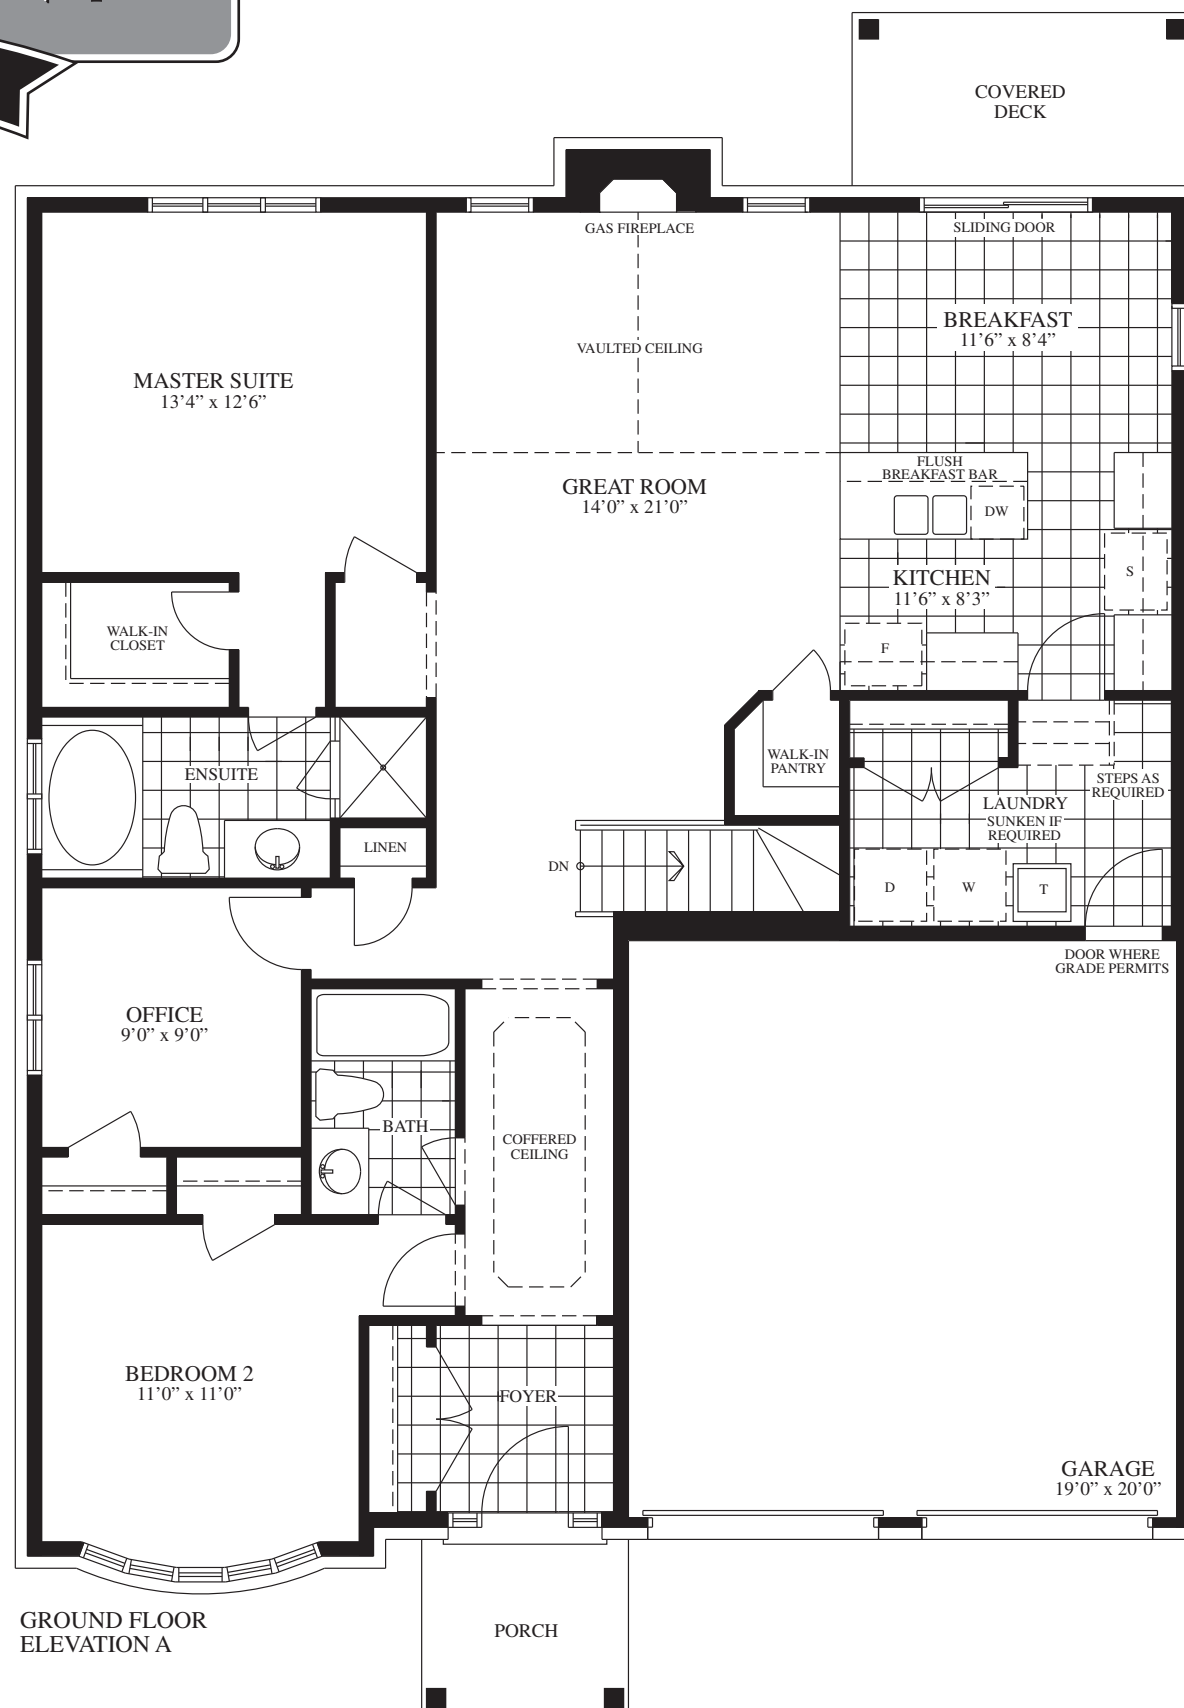 COVERED
DECK
GAS FIREPLACE
SLIDING DOOR
BREAKFAST
11'6” x 8'4”
VAULTED CEILING
MASTER SUITE
13'4” x 12'6”
FLUSH
BREAKFAST BAR
GREAT ROOM
14'0” x 21'0”
DW
S
KITCHEN
11'6” x 8'3”
WALK-IN
CLOSET
F
WALK-IN
PANTRY
ENSUITE
STEPS AS
REQUIRED
LAUNDRY
SUNKEN IF
REQUIRED
LINEN
DN
D
W
T
DOOR WHERE
GRADE PERMITS
OFFICE
9'0” x 9'0”
BATH
COFFERED
CEILING
BEDROOM 2
11'0” x 11'0”
FOYER
GARAGE
19'0” x 20'0”
GROUND FLOOR
ELEVATION A
PORCH